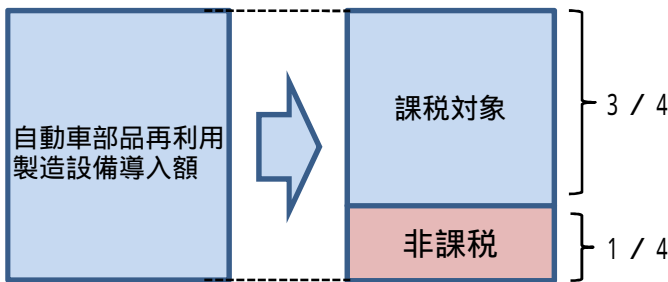 自動車部品再利用
製造設備導入額
課税対象
3 / 4
非課税
1 / 4